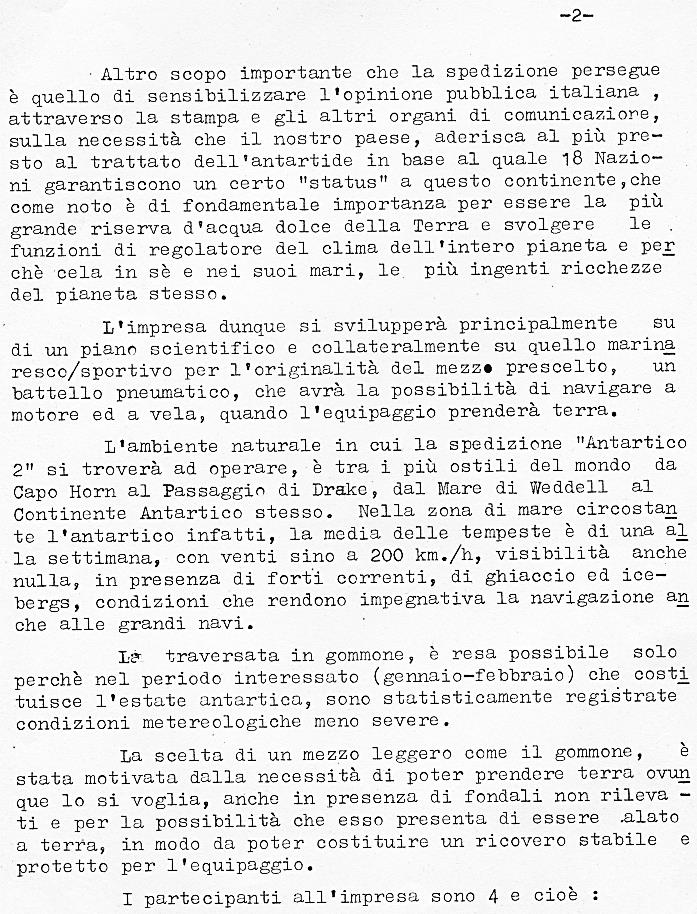 -2-
Altro scopo importante che la spedizione persegue
è quello di sensibilizzare l'opinione pubblica italiana ,
attraverso la stampa e gli altri organi di comunicazione,
sulla necessità che il nostro paese, aderisca al più pre-
sto al trattato dell'antartide in base al quale 18 Nazio-
ni garantiscono un certo "status" a questo continente,che
come noto è di fondamentale importanza per essere la più
grande riserva d'acqua dolce della Terra e svolgere le
funzioni di regolatore del clima dell'intero pianeta e per
chè cela in sè e nei suoi mari, le più ingenti ricchezze
del pianeta stesso.
L'impresa dunque si svilupperà principalmente su
di un piano scientifico e collateralmente su quello marina
resco/sportivo per l'originalità del mezzo prescelto, un
battello pneumatico, che avrà la possibilità di navigare a
motore ed a vela, quando l'equipaggio prenderà terra.
L'ambiente naturale in cui la spedizione "Antartico
2" si troverà ad operare, è tra i più ostili del mondo da
Capo Horn al Passaggio di Drake, dal Mare di Weddell al
Continente Antartico stesso. Nella zona di mare circostan
te l'antartico infatti, la media delle tempeste è di una al
la settimana, con venti sino a 200 km./h, visibilità anche
nulla, in presenza di forti correnti, di ghiaccio ed ice-
bergs, condizioni che rendono impegnativa la navigazione an
che alle grandi navi.
La traversata in gommone, è resa possibile solo
perchè nel periodo interessato (gennaio-febbraio) che costi
tuisce l'estate antartica, sono statisticamente registrate
condizioni metereologiche meno severe.
La scelta di un mezzo leggero come il gommone, è
stata motivata dalla necessità di poter prendere terra ovun
que lo si voglia, anche in presenza di fondali non rileva -
ti e per la possibilità che esso presenta di essere alato
a terra, in modo da poter costituire un ricovero stabile e
protetto per l'equipaggio.
I partecipanti all'impresa sono 4 e cioè :